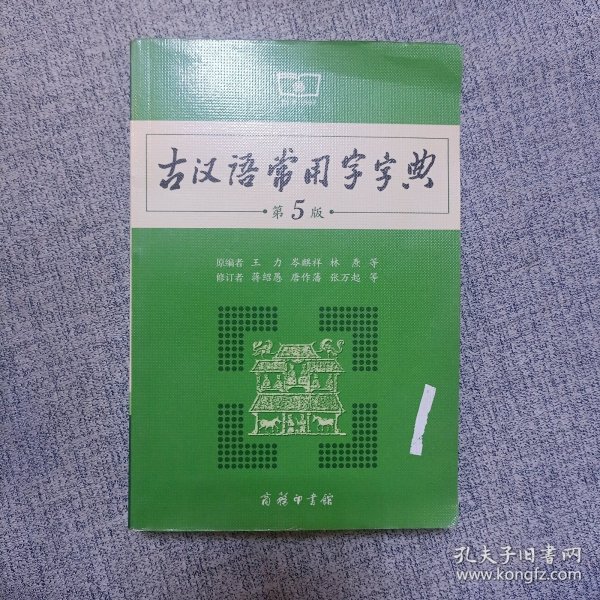 古汉语常用字字典
·第5版·
原编者 王力 岑麒祥 林焘 等
修订者 蒋绍愚 唐作藩 张万起 等
商务印书馆
孔夫子旧书网
www.kongfz.com